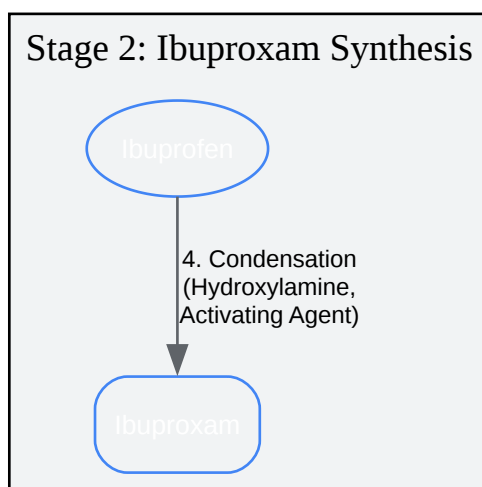 Stage 2: Ibuproxam Synthesis
Ibuprofen
4. Condensation
(Hydroxylamine,
Activating Agent)
Ibuproxam